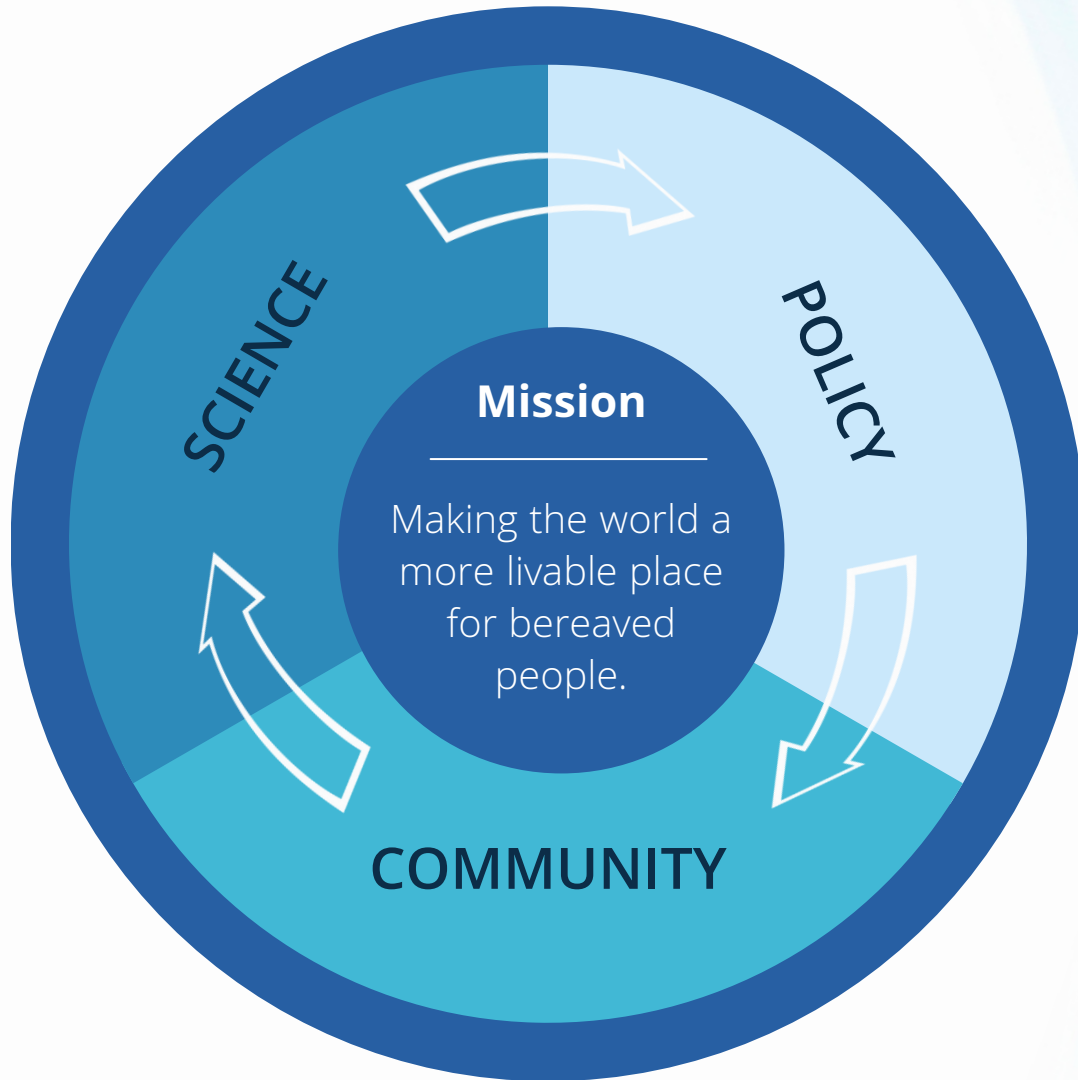 SCIENCE
POLICY
Mission
Making the world a
more livable place
for bereaved
people.
COMMUNITY